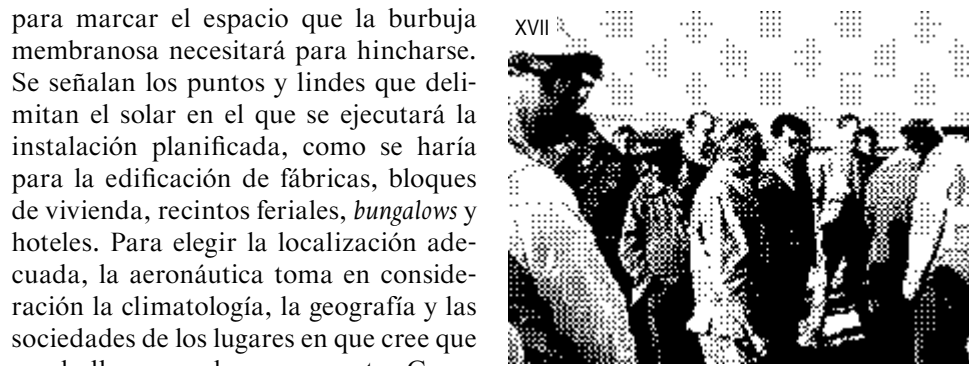 para marcar el espacio que la burbuja
membranosa necesitará para hincharse.
Se señalan los puntos y lindes que deli-
mitan el solar en el que se ejecutará la
instalación planificada, como se haría
para la edificación de fábricas, bloques
de vivienda, recintos feriales, bungalows y
hoteles. Para elegir la localización ade-
cuada, la aeronáutica toma en conside-
ración la climatología, la geografía y las
sociedades de los lugares en que cree que
XVII